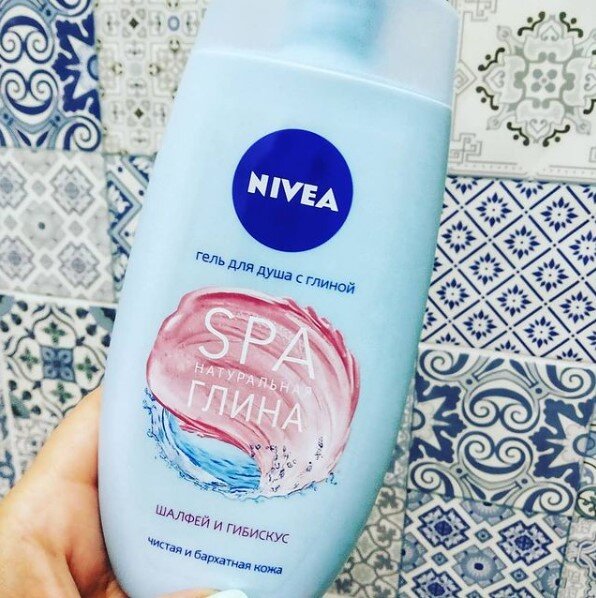 NIVEA
гель для душа с глиной
SPA
НАТУРАЛЬНАЯ
ГЛИНА
ШАЛФЕЙ И ГИБИСКУС
чистая и бархатная кожа